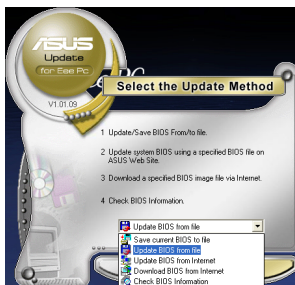 ASUS
Update
for Eee Pc
V1.01.09
Select the Update Method
1 Update/Save BIOS From/to file.
2 Update system BIOS using a specified BIOS file on
ASUS Web Site.
3 Download a specified BIOS image file via Internet.
4 Check BIOS Information.
Update BIOS from file
Save current BIOS to file
Update BIOS from file
Update BIOS from Internet
Download BIOS from Internet
Check BIOS Information